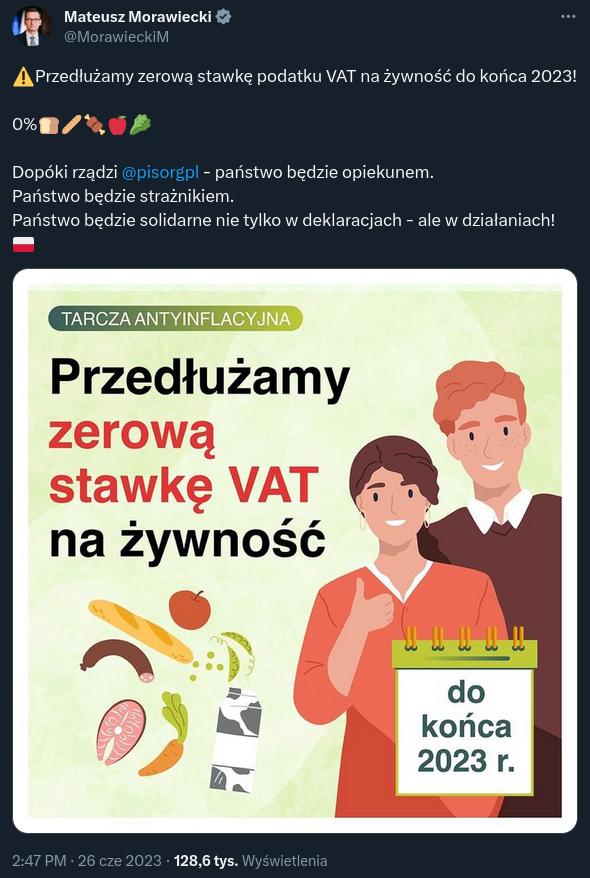 Mateusz Morawiecki
@MorawieckiM
⚠️Przedłużamy zerową stawkę podatku VAT na żywność do końca 2023!
0%🍞🥖🍖🍎🥬
Dopóki rządzi @pisorgpl - państwo będzie opiekunem.
Państwo będzie strażnikiem.
Państwo będzie solidarne nie tylko w deklaracjach - ale w działaniach!
🇵🇱
TARCZA ANTYINFLACYJNA
Przedłużamy
zerową
stawkę VAT
na żywność
do
końca
2023 r.
2:47 PM · 26 cze 2023 · 128,6 tys. Wyświetlenia